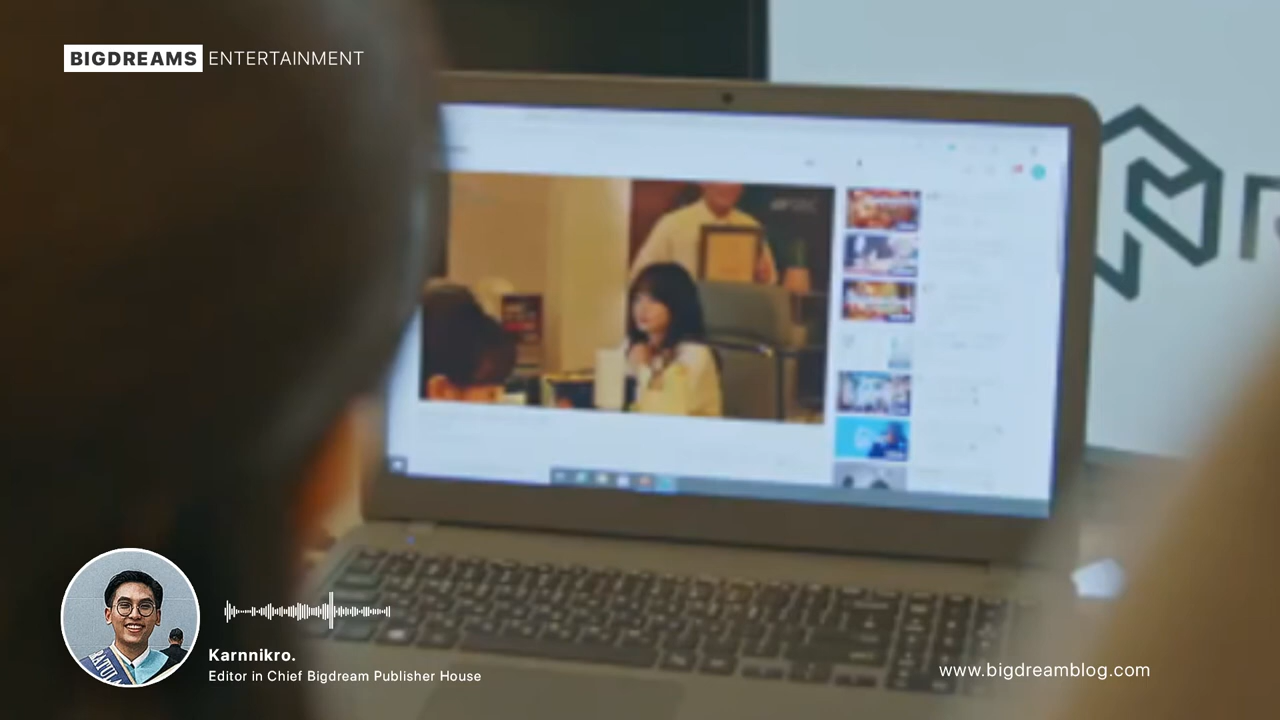 BIGDREAMS ENTERTAINMENT
Karnnikro.
Editor in Chief Bigdream Publisher House
www.bigdreamblog.com